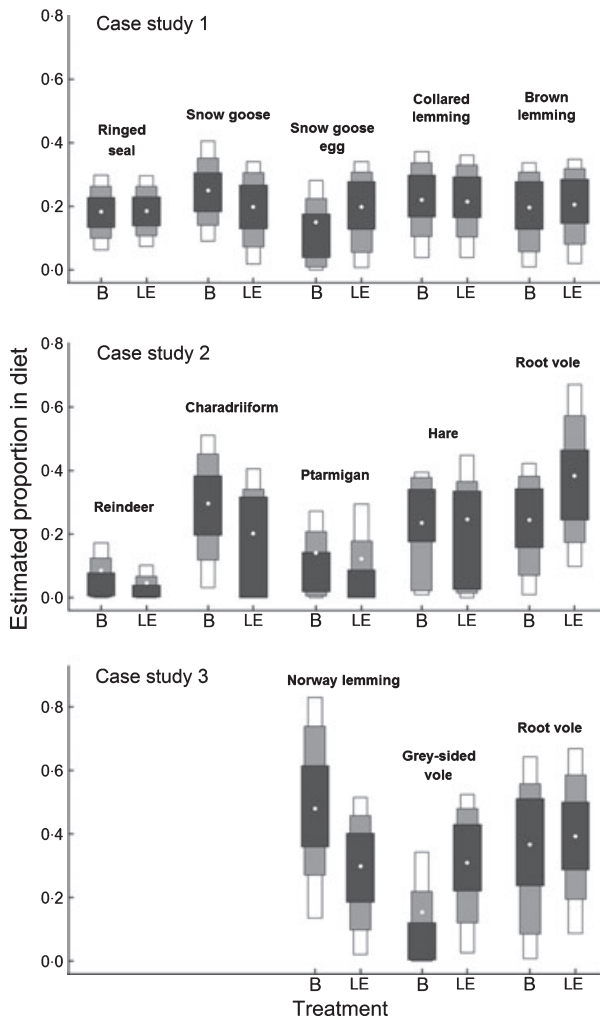 Case study 1
0·8
0·6
0·4
0·2
0·0
Ringed
seal
Snow goose
Snow goose
egg
Collared
lemming
Brown
lemming
B LE B LE B LE B LE B LE
Estimated proportion in diet
Case study 2
0·8
0·6
0·4
0·2
0·0
Reindeer
Charadriiform
Ptarmigan
Hare
Root vole
B LE B LE B LE B LE B LE
Case study 3
0·8
0·6
0·4
0·2
0·0
Norway lemming
Grey-sided
vole
Root vole
B LE B LE B LE
Treatment